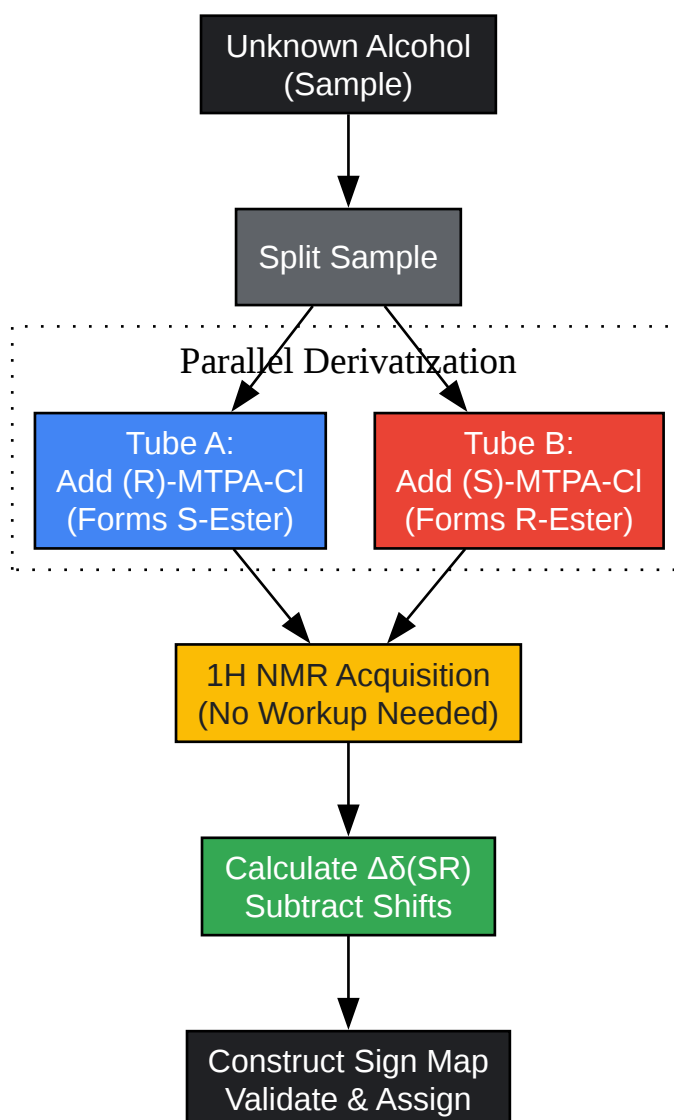 Unknown Alcohol
(Sample)
Split Sample
Parallel Derivatization
Tube A:
Add (R)-MTPA-Cl
(Forms S-Ester)
Tube B:
Add (S)-MTPA-Cl
(Forms R-Ester)
1H NMR Acquisition
(No Workup Needed)
Calculate Δδ(SR)
Subtract Shifts
Construct Sign Map
Validate & Assign